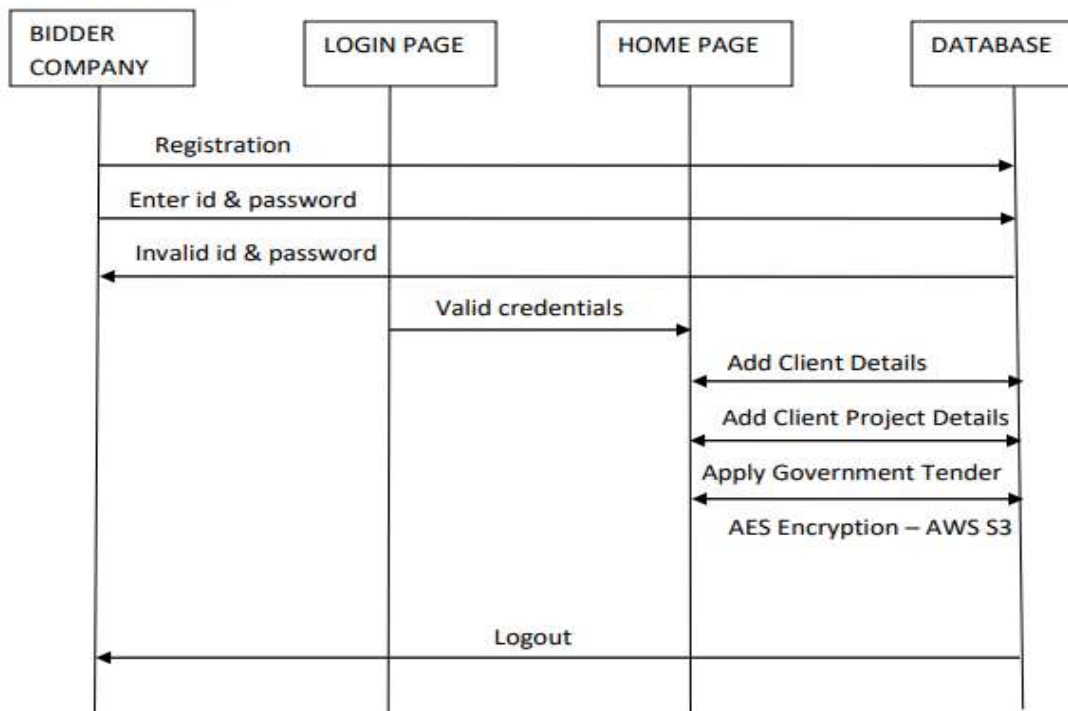 BIDDER
COMPANY
LOGIN PAGE
HOME PAGE
DATABASE
Registration
Enter id & password
Invalid id & password
Valid credentials
Add Client Details
Add Client Project Details
Apply Government Tender
AES Encryption – AWS S3
Logout